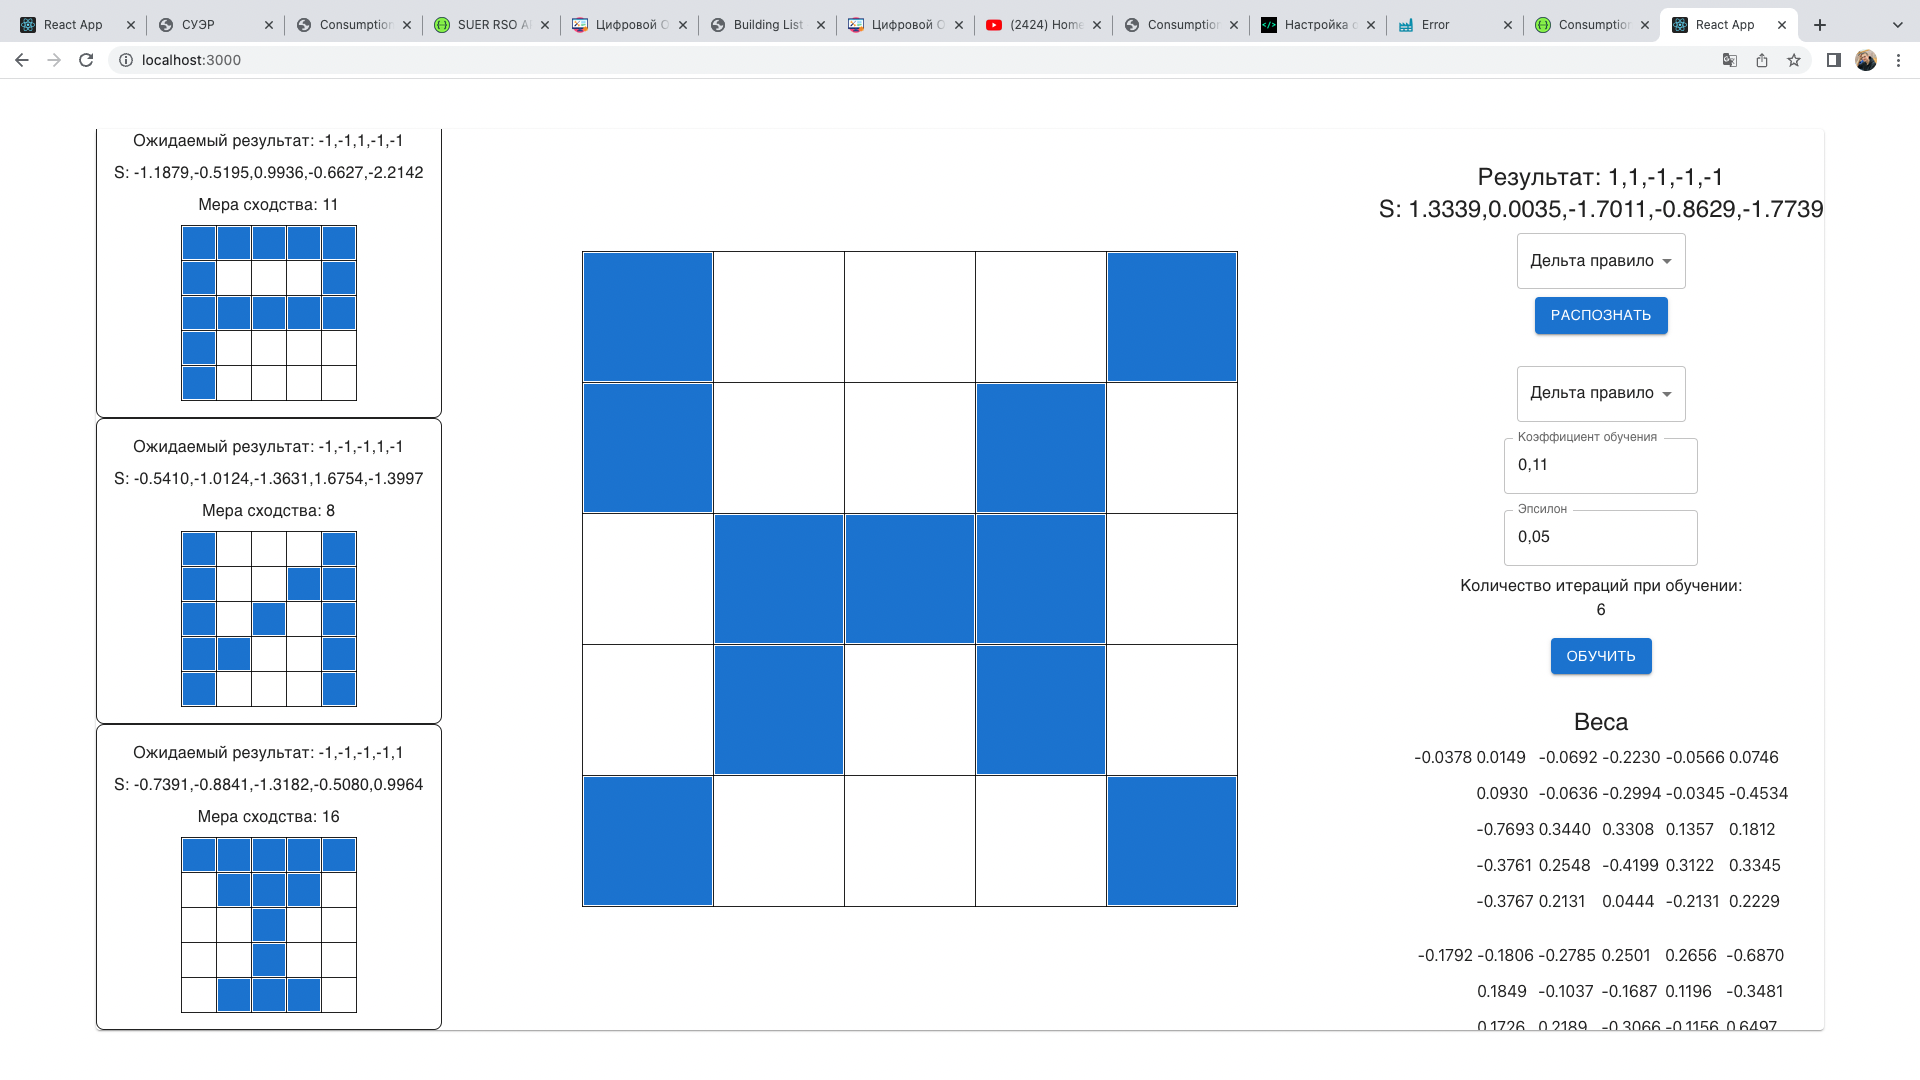 React App
СУЭР
Consumption
SUER RSO A
Цифровой О
Building List
Цифровой О
(2424) Home
Consumption
Настройка с
Error
Consumption
React App
localhost:3000
Ожидаемый результат: -1,-1,1,-1,-1
S: -1.1879,-0.5195,0.9936,-0.6627,-2.2142
Мера сходства: 11
Ожидаемый результат: -1,-1,-1,1,-1
S: -0.5410,-1.0124,-1.3631,1.6754,-1.3997
Мера сходства: 8
Ожидаемый результат: -1,-1,-1,-1,1
S: -0.7391,-0.8841,-1.3182,-0.5080,0.9964
Мера сходства: 16
Результат: 1,1,-1,-1,-1
S: 1.3339,0.0035,-1.7011,-0.8629,-1.7739
Дельта правило
РАСПОЗНАТЬ
Дельта правило
Коэффициент обучения
0,11
Эпсилон
0,05
Количество итераций при обучении:
6
ОБУЧИТЬ
Веса
-0.0378 0.0149 -0.0692 -0.2230 -0.0566 0.0746
0.0930 -0.0636 -0.2994 -0.0345 -0.4534
-0.7693 0.3440 0.3308 0.1357 0.1812
-0.3761 0.2548 -0.4199 0.3122 0.3345
-0.3767 0.2131 0.0444 -0.2131 0.2229
-0.1792 -0.1806 -0.2785 0.2501 0.2656 -0.6870
0.1849 -0.1037 -0.1687 0.1196 -0.3481
0.1726 0.2189 -0.3066 -0.1156 0.6497